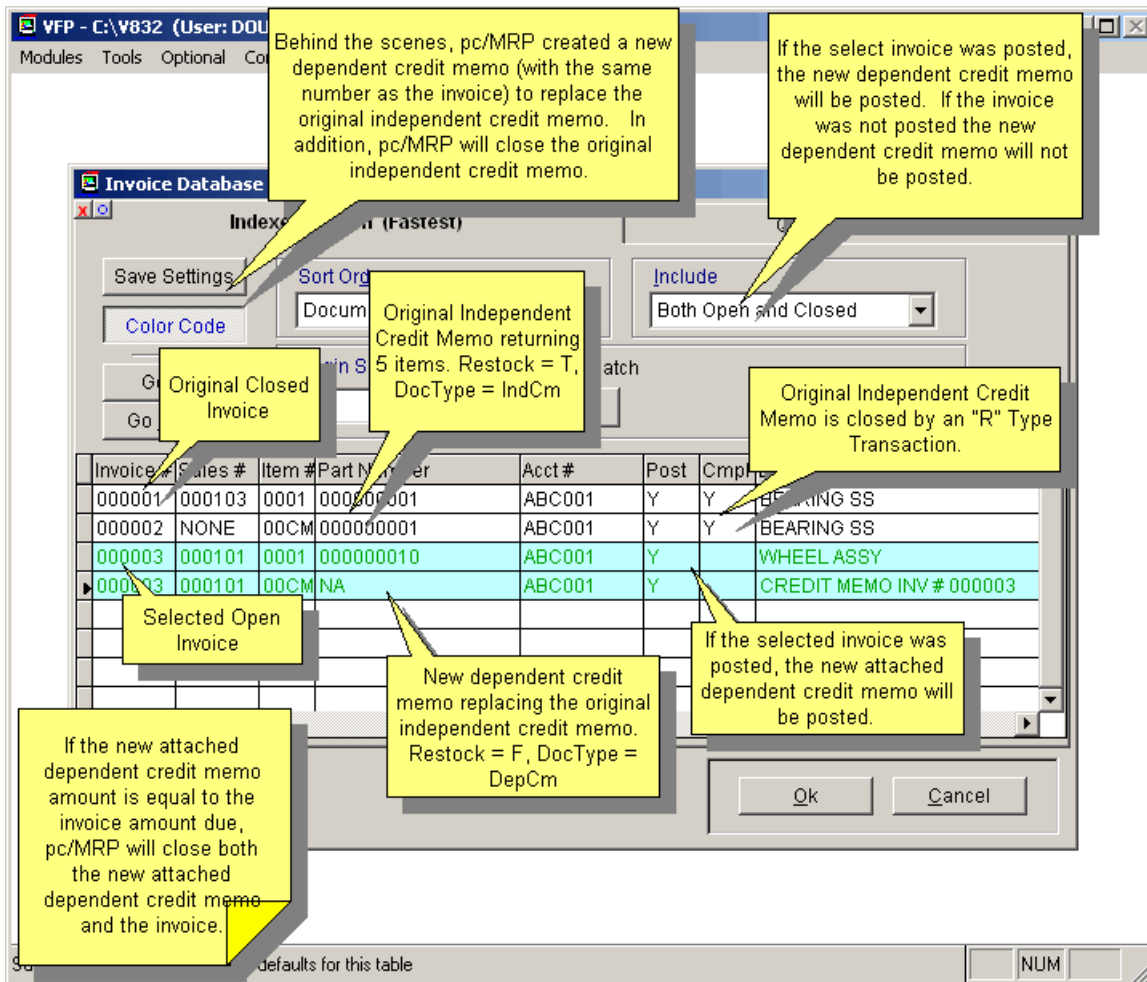 VFP - C:\V832 (User: DOU
Modules Tools Optional
Behind the scenes, pc/MRP created a new
dependent credit memo (with the same
number as the invoice) to replace the
original independent credit memo. In
addition, pc/MRP will close the original
independent credit memo.
If the select invoice was posted,
the new dependent credit memo
will be posted. If the invoice
was not posted the new
dependent credit memo will not
be posted.
Invoice Database
(Fastest)
Save Settings
Sort
Include
Color Code
Both Open and Closed
Original Independent
Credit Memo returning
5 items. Restock = T,
DocType = IndCm
Original Closed
Invoice
Go
Original Independent Credit
Memo is closed by an "R" Type
Transaction.
Invoice # Sales # Item # Part Number Acct # Post
000001 000103 0001 000000001 ABC001 Y Y BEARING SS
000002 NONE 00CM 000000001 ABC001 Y Y BEARING SS
000003 000101 0001 000000010 ABC001 Y WHEEL ASSY
000003 000101 00CM NA ABC001 Y CREDIT MEMO INV # 000003
Selected Open
Invoice
If the selected invoice was
posted, the new attached
dependent credit memo will
be posted.
New dependent credit
memo replacing the original
independent credit memo.
Restock = F, DocType =
DepCm
If the new attached
dependent credit memo
amount is equal to the
invoice amount due,
pc/MRP will close both
the new attached
dependent credit memo
and the invoice.
Ok Cancel
defaults for this table
NUM